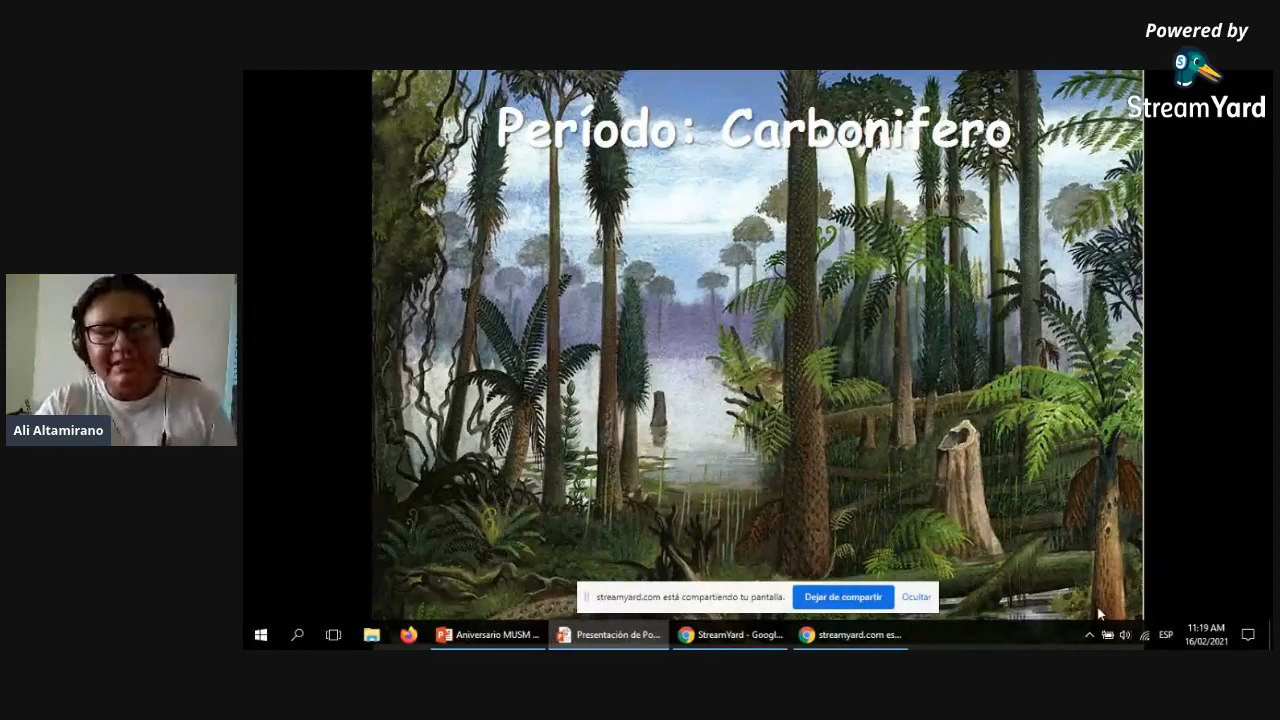 Powered by
StreamYard
Período: Carbonifero
Ali Altamirano
streamyard.com está compartiendo tu pantalla.
Dejar de compartir
Ocultar
Aniversario MUSM ...
Presentación de Po...
StreamYard - Googl...
streamyard.com es...
ESP
11:19 AM
16/02/2021